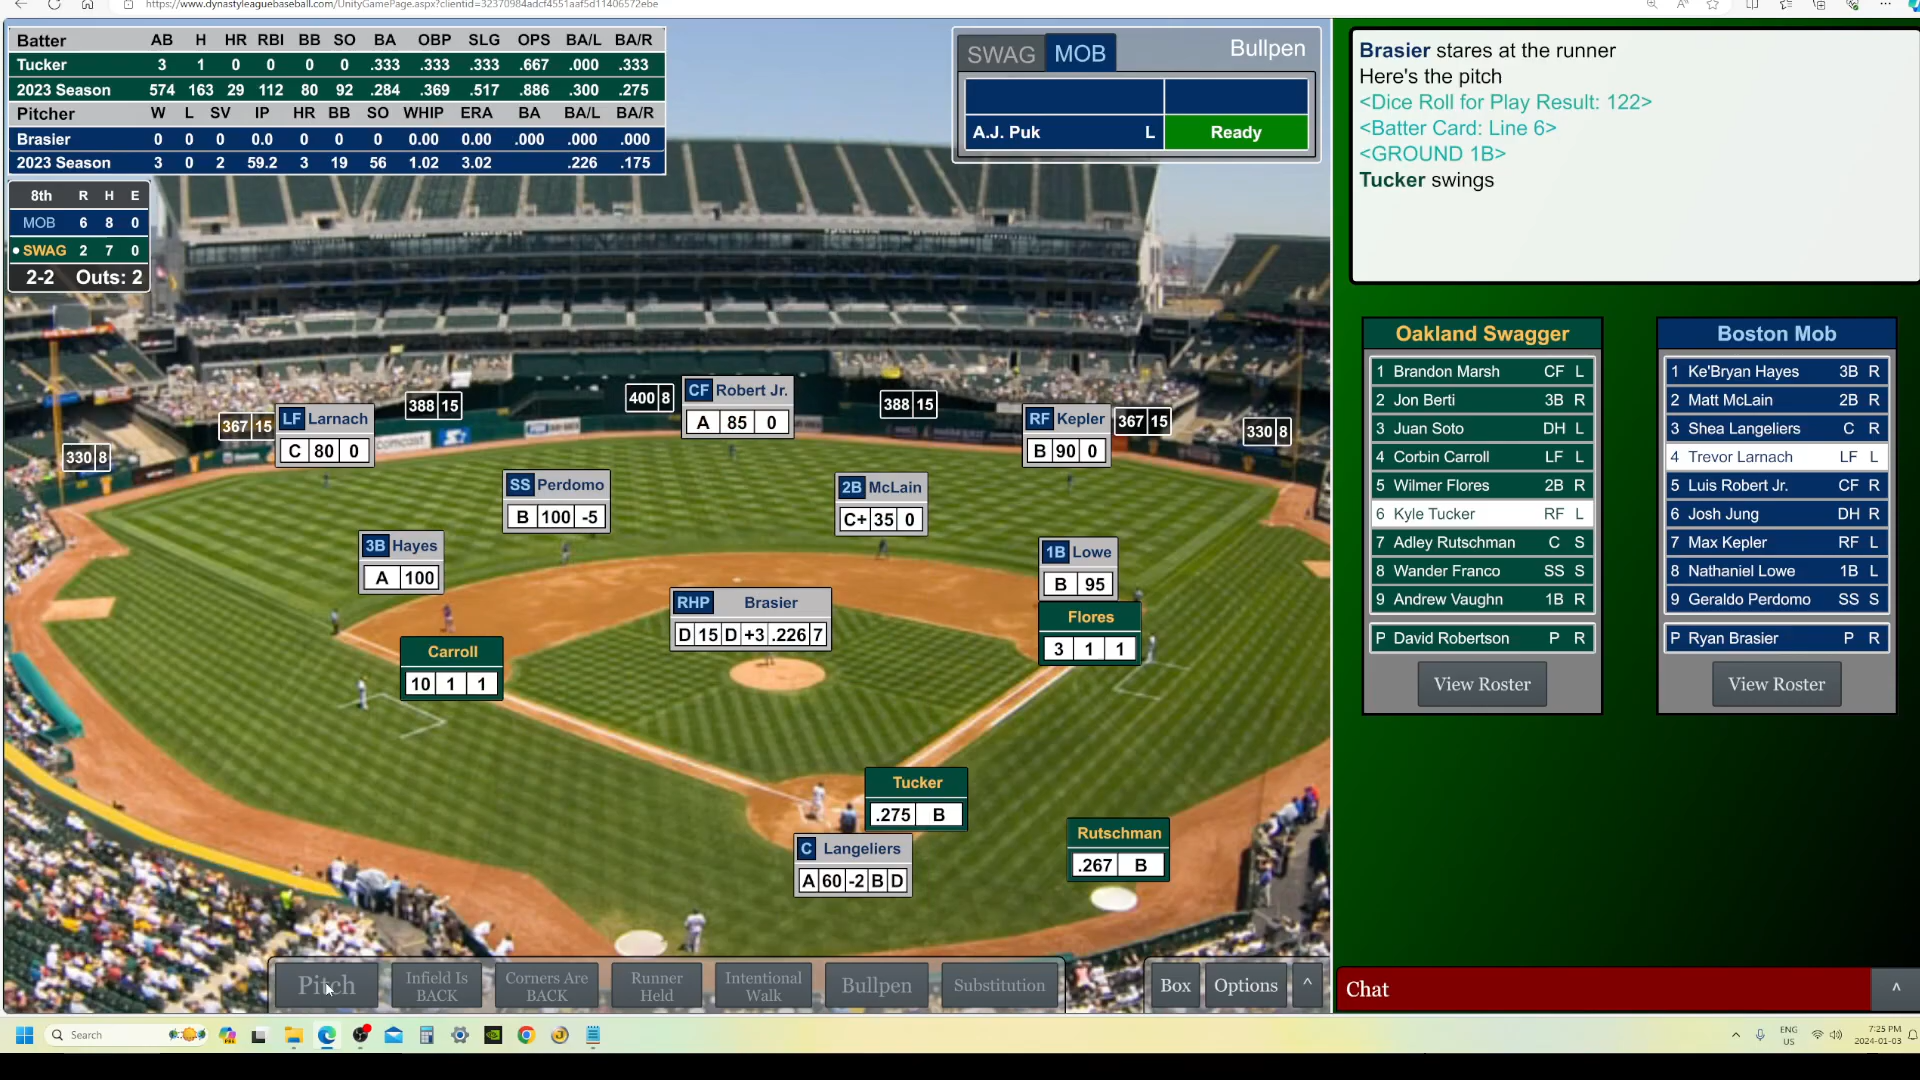 https://www.dynastyleaguebaseball.com/UnityGamePage.aspx?clientid=32370984adcf4551aaf5d11406572ebe
Batter AB H HR RBI BB SO BA OBP SLG OPS BA/L BA/R
Tucker 3 1 0 0 0 0 .333 .333 .333 .667 .000 .333
2023 Season 574 163 29 112 80 92 .284 .369 .517 .886 .300 .275
Pitcher W L SV IP HR BB SO WHIP ERA BA BA/L BA/R
Brasier 0 0 0 0.0 0 0 0 0.00 0.00 .000 .000 .000
2023 Season 3 0 2 59.2 3 19 56 1.02 3.02 .226 .175
8th R H E
MOB 6 8 0
SWAG 2 7 0
2-2 Outs: 2
SWAG MOB Bullpen
A.J. Puk L Ready
Brasier stares at the runner
Here's the pitch
<Dice Roll for Play Result: 122>
<Batter Card: Line 6>
<GROUND 1B>
Tucker swings
330 8
367 15
LF Larnach
C 80 0
388 15
400 8
CF Robert Jr.
A 85 0
388 15
RF Kepler
B 90 0
367 15
330 8
SS Perdomo
B 100 -5
2B McLain
C+ 35 0
3B Hayes
A 100
1B Lowe
B 95
RHP Brasier
D 15 D +3 .226 7
Flores
3 1 1
Carroll
10 1 1
Tucker
.275 B
C Langeliers
A 60 -2 B D
Rutschman
.267 B
Oakland Swagger
1 Brandon Marsh CF L
2 Jon Berti 3B R
3 Juan Soto DH L
4 Corbin Carroll LF L
5 Wilmer Flores 2B R
6 Kyle Tucker RF L
7 Adley Rutschman C S
8 Wander Franco SS S
9 Andrew Vaughn 1B R
P David Robertson P R
View Roster
Boston Mob
1 Ke'Bryan Hayes 3B R
2 Matt McLain 2B R
3 Shea Langeliers C R
4 Trevor Larnach LF L
5 Luis Robert Jr. CF R
6 Josh Jung DH R
7 Max Kepler RF L
8 Nathaniel Lowe 1B L
9 Geraldo Perdomo SS S
P Ryan Brasier P R
View Roster
Pitch
Infield Is
BACK
Corners Are
BACK
Runner
Held
Intentional
Walk
Bullpen
Substitution
Box
Options
^
Chat
^
Search
ENG
US
7:25 PM
2024-01-03